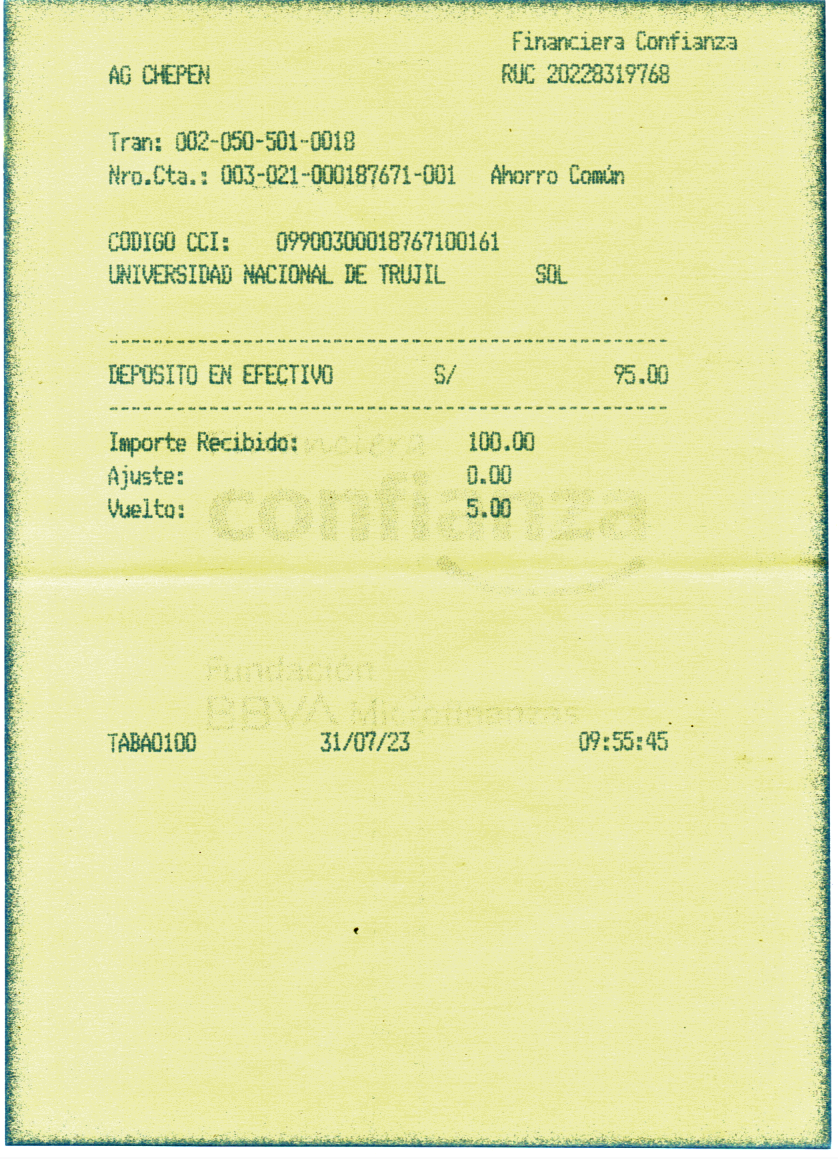 Financiera Confianza
AG CHEPEN RUC 20228319768
Tran: 002-050-501-0018
Nro.Cta.: 003-021-000187671-001 Ahorro Común
CODIGO CCI: 09900300018767100161
UNIVERSIDAD NACIONAL DE TRUJIL SOL
DEPOSITO EN EFECTIVO S/ 95.00
Importe Recibido: 100.00
Ajuste: 0.00
Vuelto: 5.00
Financiera
confianza
Fundación
BBVA Microfinanzas
TABA0100 31/07/23 09:55:45